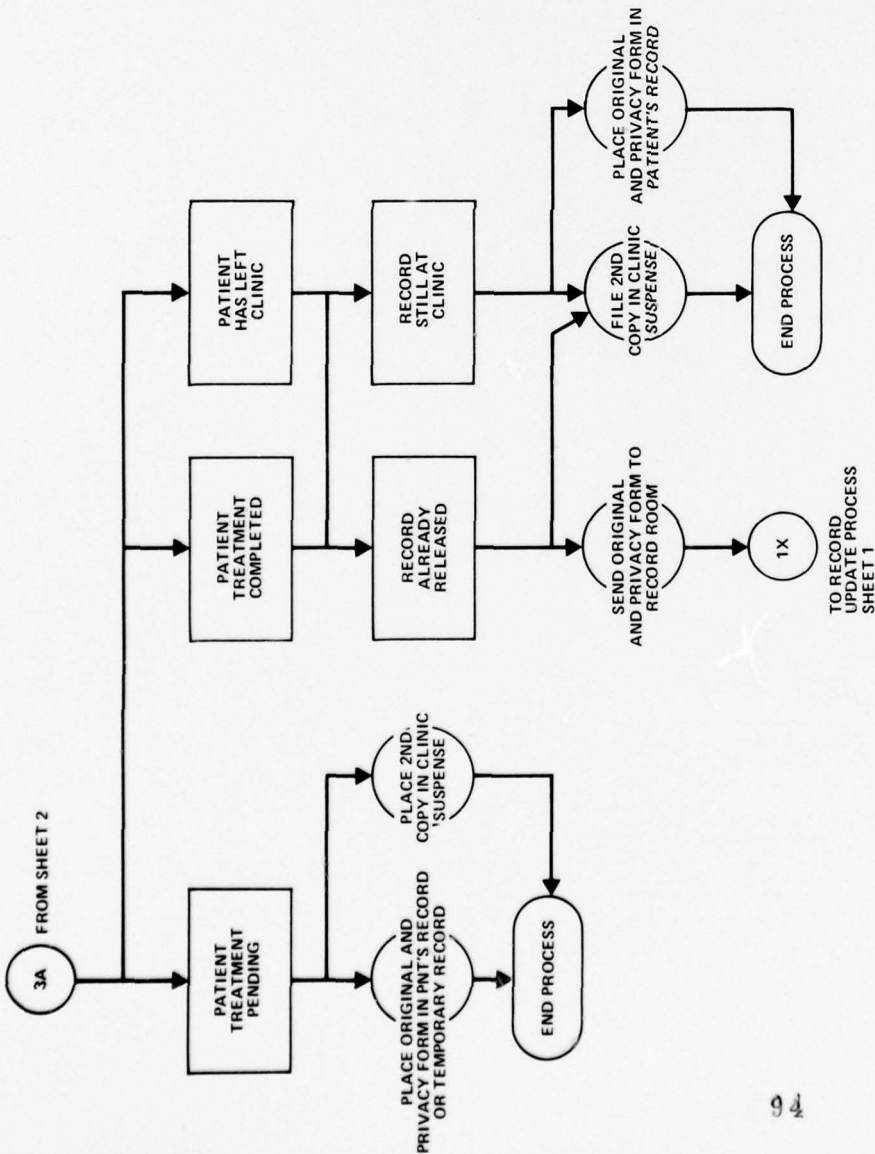 3A
FROM SHEET 2
PATIENT
TREATMENT
PENDING
PATIENT
TREATMENT
COMPLETED
PATIENT
HAS LEFT
CLINIC
PLACE ORIGINAL AND
PRIVACY FORM IN PNT'S RECORD
OR TEMPORARY RECORD
PLACE 2ND
COPY IN CLINIC
SUSPENSE
RECORD
ALREADY
RELEASED
RECORD
STILL AT
CLINIC
END PROCESS
SEND ORIGINAL
AND PRIVACY FORM TO
RECORD ROOM
FILE 2ND
COPY IN CLINIC
SUSPENSE
PLACE ORIGINAL
AND PRIVACY FORM IN
PATIENT'S RECORD
1X
TO RECORD
UPDATE PROCESS
SHEET 1
END PROCESS
94